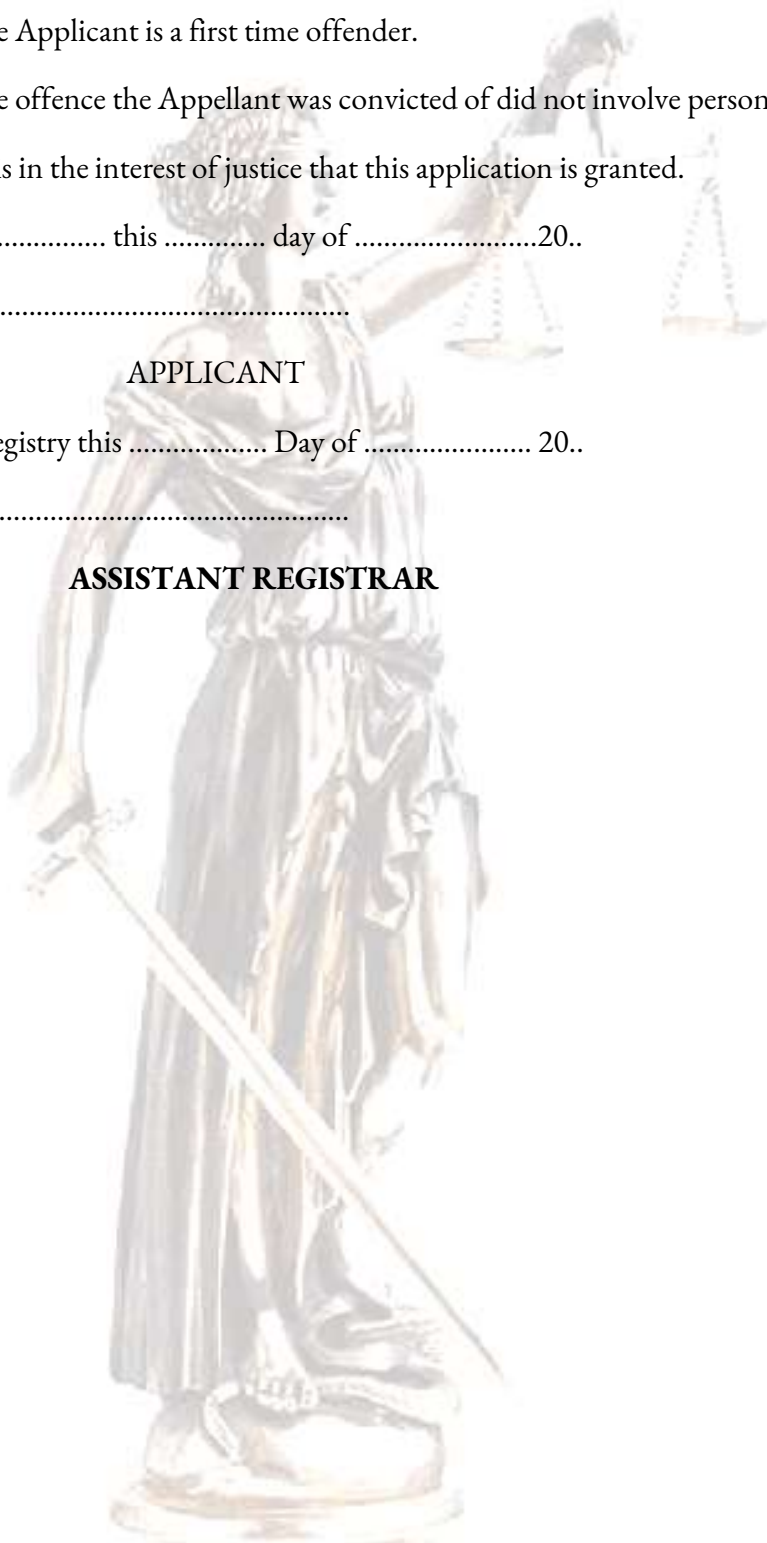 e Applicant is a first time offender.
e offence the Appellant was convicted of did not involve person
s in the interest of justice that this application is granted.
............... this ............. day of ........................20..
..............................................
APPLICANT
egistry this .................. Day of ...................... 20..
..............................................
ASSISTANT REGISTRAR